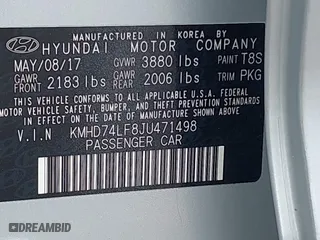 MANUFACTURED IN KOREA BY
HYUNDAI MOTOR COMPANY
MAY/08/17 GVWR 3880 lbs PAINT T8S
GAWR FRONT 2183 lbs GAWR REAR 2006 lbs TRIM PKG
THIS VEHICLE CONFORMS TO ALL APPLICABLE U.S.A. FEDERAL
MOTOR VEHICLE SAFETY, BUMPER, AND THEFT PREVENTION STANDARDS
IN EFFECT ON THE DATE OF MANUFACTURE SHOWN ABOVE.
V.I.N KMHD74LF8JU471498
PASSENGER CAR
DREAMBID